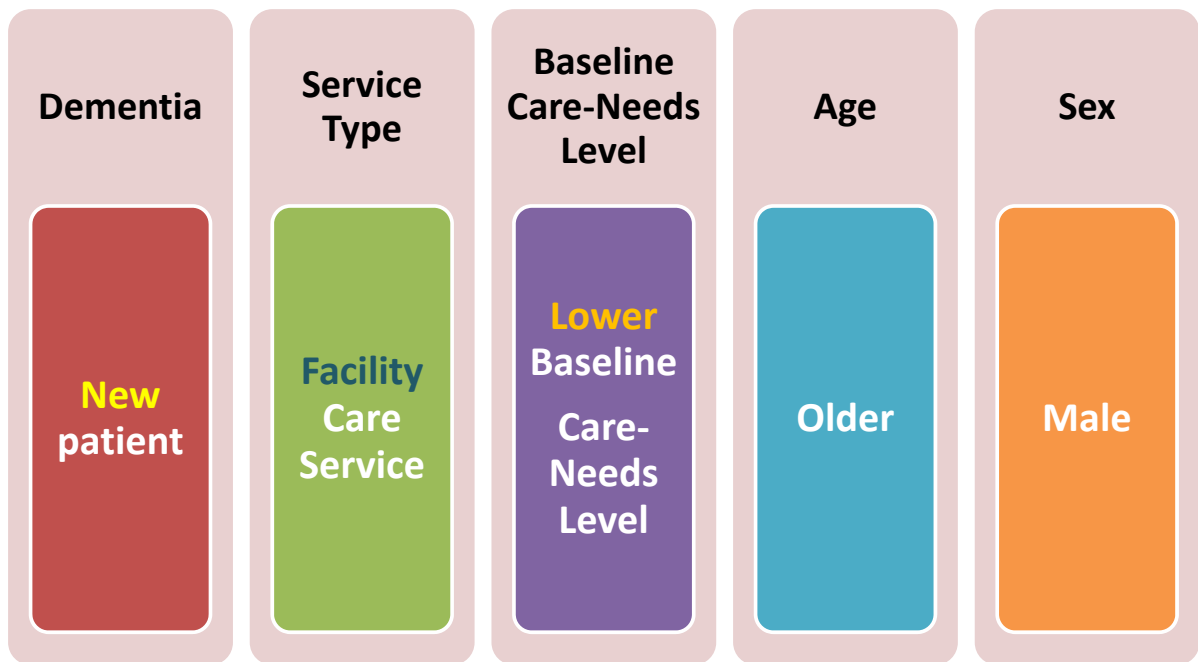 Dementia
New
patient
Service
Type
Facility
Care
Service
Baseline
Care-Needs
Level
Lower
Baseline
Care-
Needs
Level
Age
Older
Sex
Male